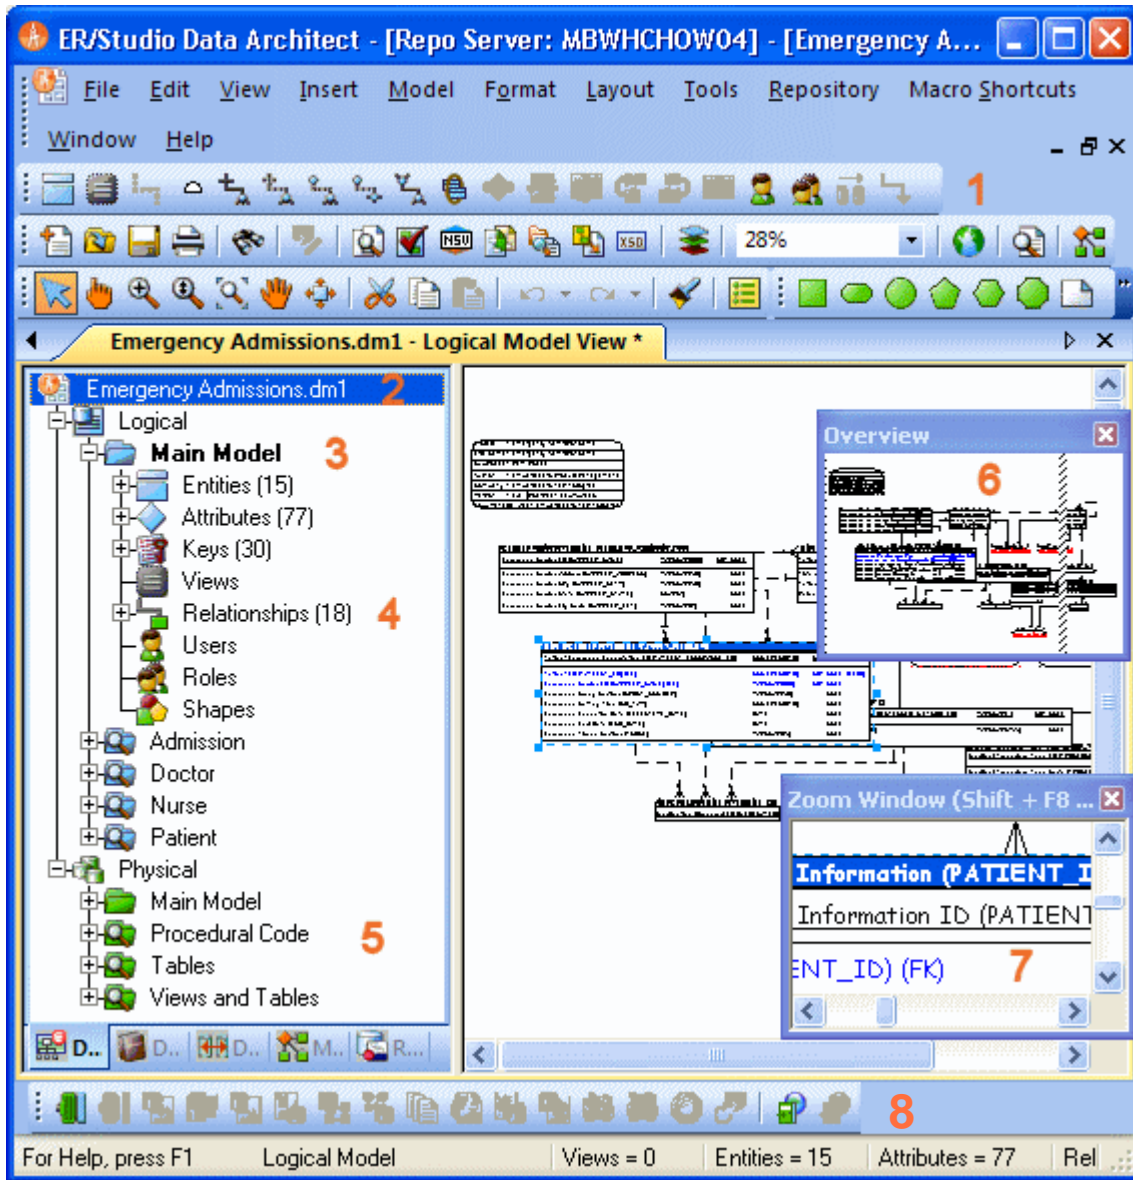 ER/Studio Data Architect - [Repo Server: MBWHCHOW04] - [Emergency A...
File Edit View Insert Model Format Layout Tools Repository Macro Shortcuts
Window Help
1
NSU XSD 28%
Emergency Admissions.dm1 - Logical Model View *
Emergency Admissions.dm1 2
Logical
Main Model 3
Entities (15)
Attributes (77)
Keys (30)
Views
Relationships (18) 4
Users
Roles
Shapes
Admission
Doctor
Nurse
Patient
Physical
Main Model
Procedural Code 5
Tables
Views and Tables
D.. D.. D.. M.. R...
Overview
6
Zoom Window (Shift + F8 ...
Information (PATIENT_I
Information ID (PATIENT
ENT_ID) (FK) 7
8
For Help, press F1 Logical Model Views = 0 Entities = 15 Attributes = 77 Rel